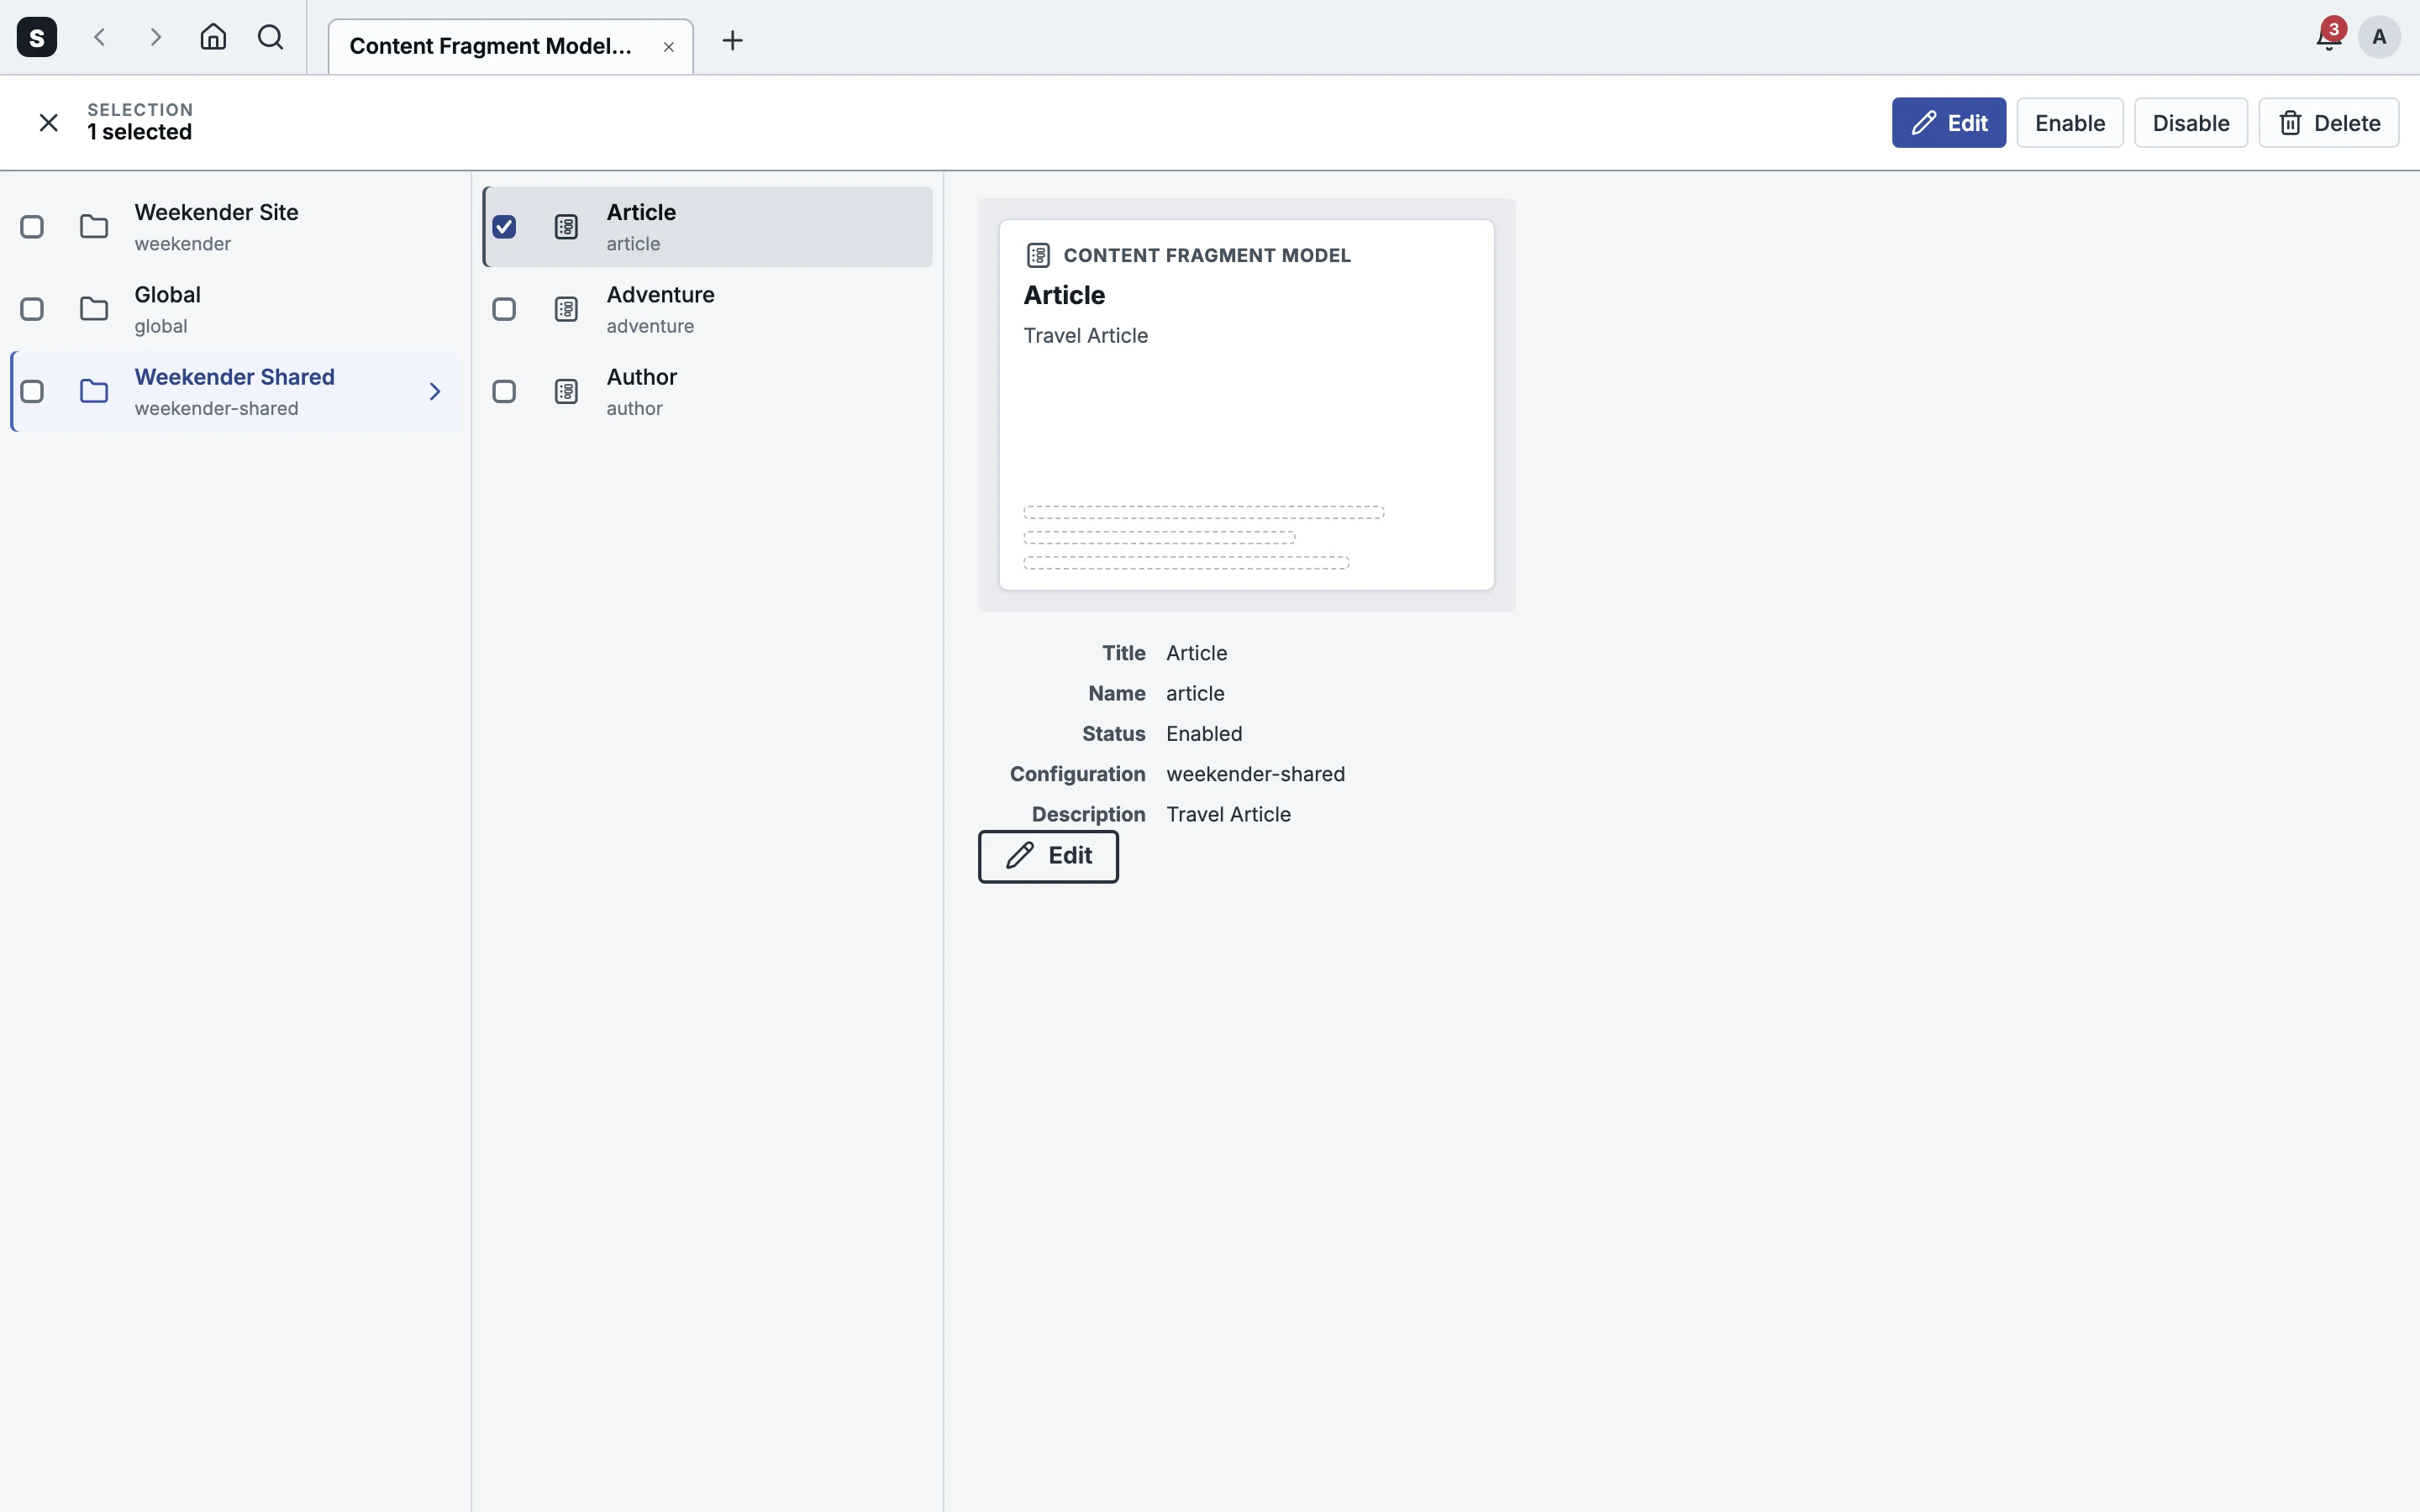 S
Content Fragment Model...
3
A
SELECTION
1 selected
Edit
Enable
Disable
Delete
Weekender Site
weekender
Global
global
Weekender Shared
weekender-shared
Article
article
Adventure
adventure
Author
author
CONTENT FRAGMENT MODEL
Article
Travel Article
Title Article
Name article
Status Enabled
Configuration weekender-shared
Description Travel Article
Edit